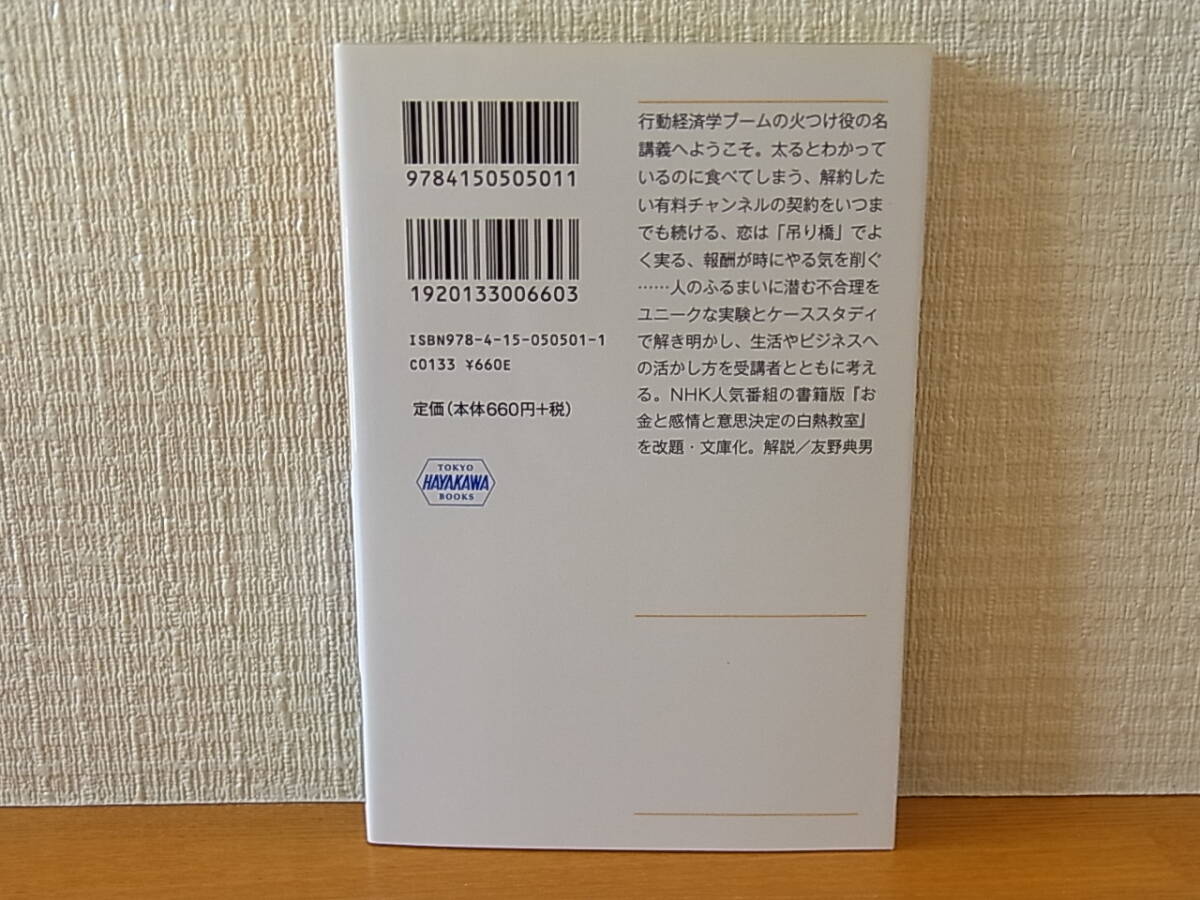 9784150505011
1920133006603
ISBN978-4-15-050501-1
C0133 ¥660E
定価(本体660円+税)
TOKYO
HAYAKAWA
BOOKS
行動経済学ブームの火つけ役の名
講義へようこそ。太るとわかって
いるのに食べてしまう、解約した
い有料チャンネルの契約をいつま
でも続ける、恋は「吊り橋」でよ
く実る、報酬が時にやる気を削ぐ
……人のふるまいに潜む不合理を
ユニークな実験とケーススタディ
で解き明かし、生活やビジネスへ
の活かし方を受講者とともに考え
る。NHK人気番組の書籍版『お
金と感情と意思決定の白熱教室』
を改題・文庫化。解説／友野典男